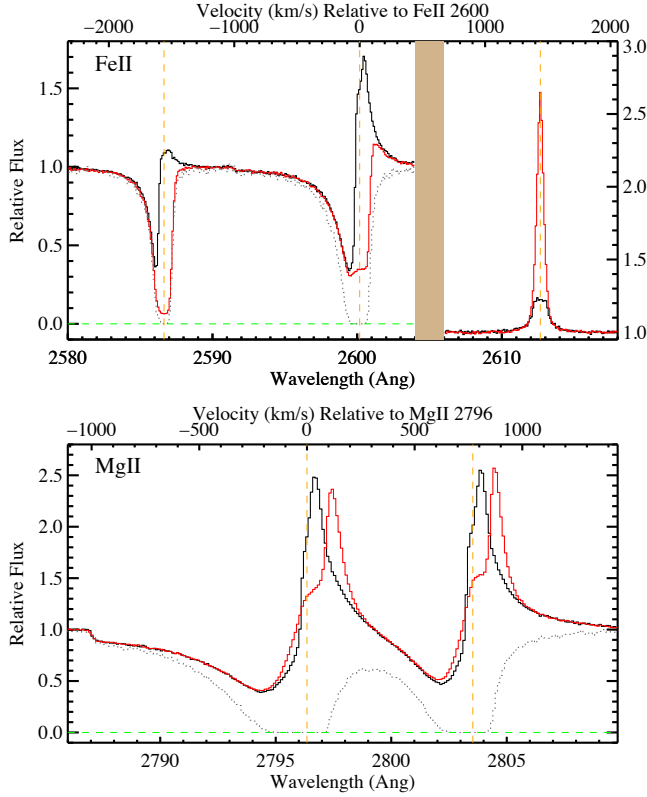 Velocity (km/s) Relative to FeII 2600
−2000 −1000 0 1000 2000
FeII
1.5
1.0
0.5
0.0
Relative Flux
3.0
2.5
2.0
1.5
1.0
2580 2590 2600 2610
Wavelength (Ang)
Velocity (km/s) Relative to MgII 2796
−1000 −500 0 500 1000
MgII
2.5
2.0
1.5
1.0
0.5
0.0
Relative Flux
2790 2795 2800 2805
Wavelength (Ang)